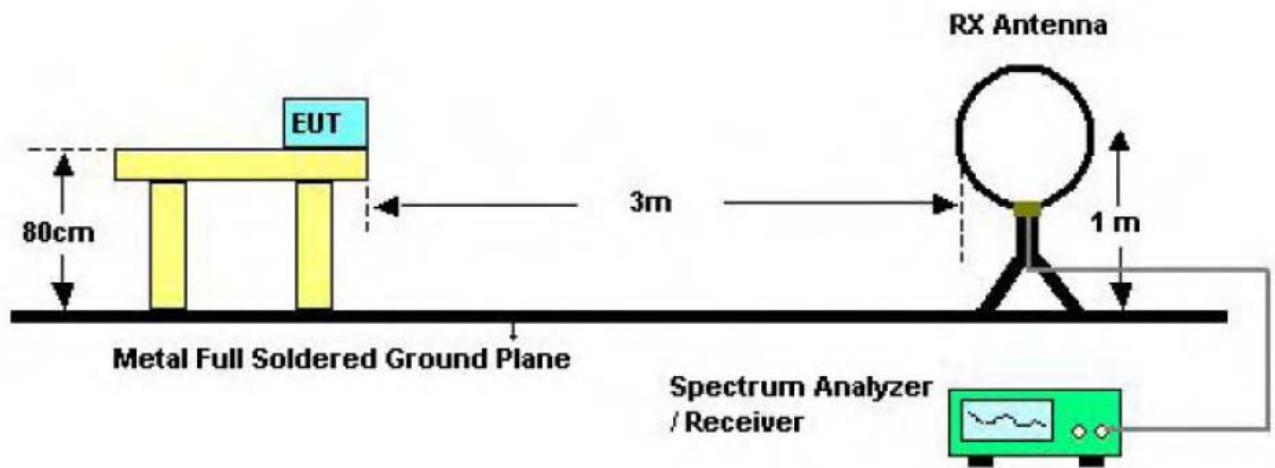 RX Antenna
EUT
3m
80cm
1 m
Metal Full Soldered Ground Plane
Spectrum Analyzer
/ Receiver